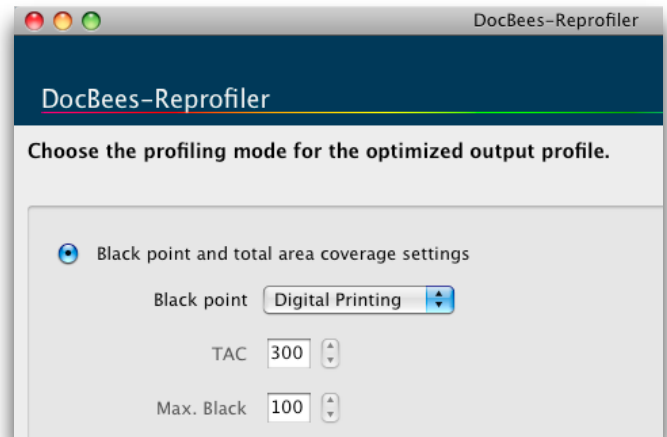 DocBees-Reprofiler
DocBees-Reprofiler
Choose the profiling mode for the optimized output profile.
Black point and total area coverage settings
Black point Digital Printing
TAC 300
Max. Black 100